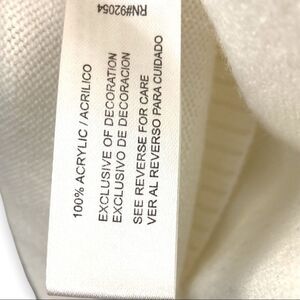 RN#92054
100% ACRYLIC / ACRILICO
EXCLUSIVE OF DECORATION
EXCLUSIVO DE DECORACION
SEE REVERSE FOR CARE
VER AL REVERSO PARA CUIDADO